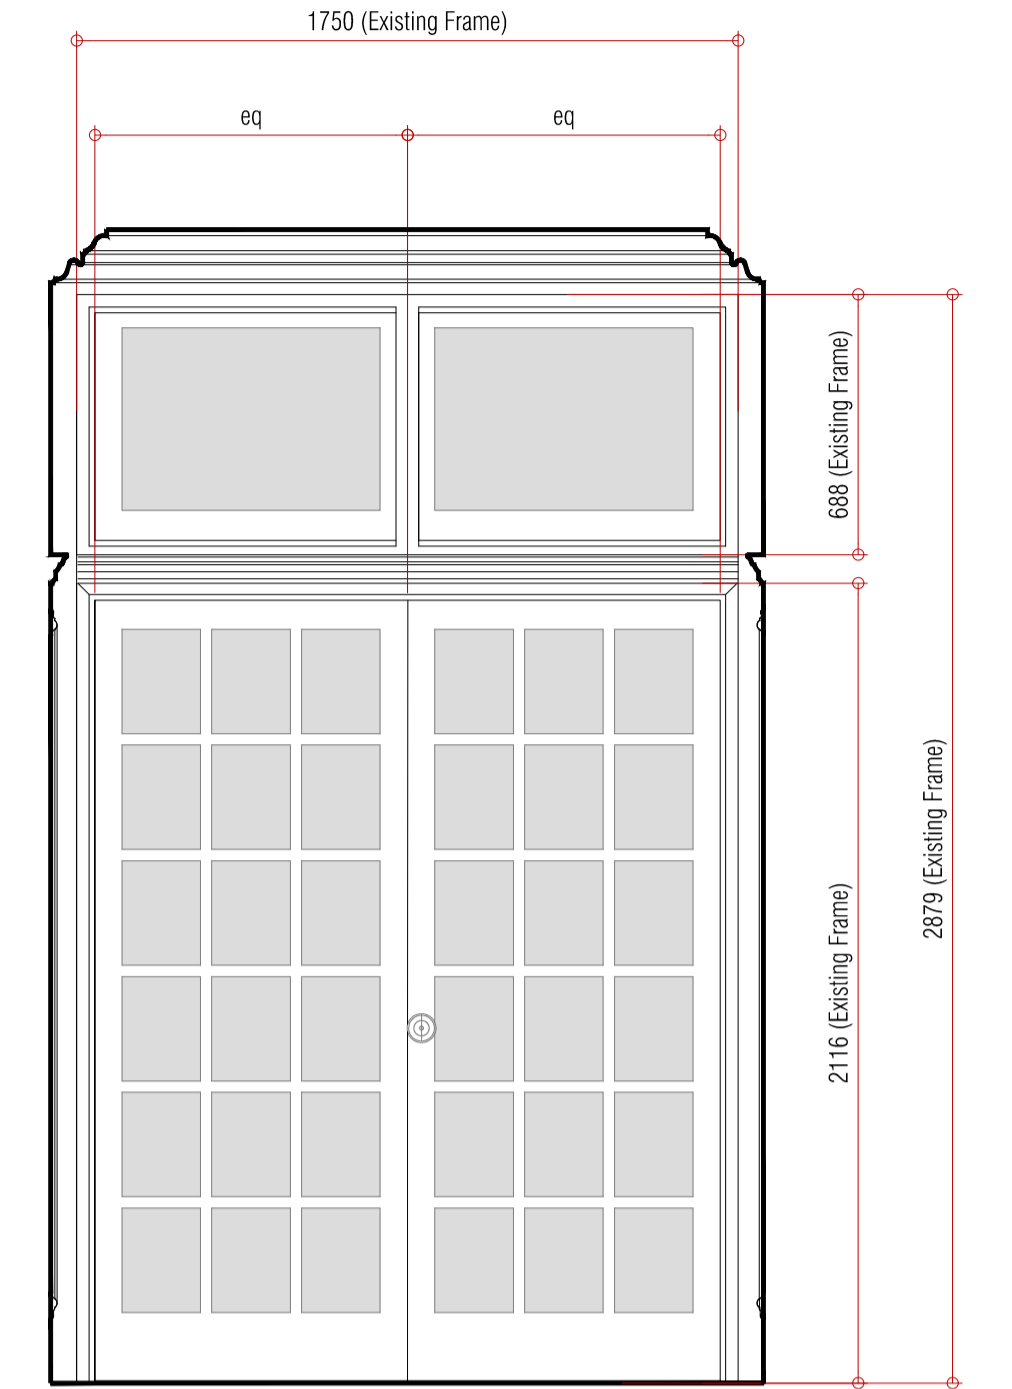 1750 (Existing Frame)
eq
eq
688 (Existing Frame)
2879 (Existing Frame)
2116 (Existing Frame)